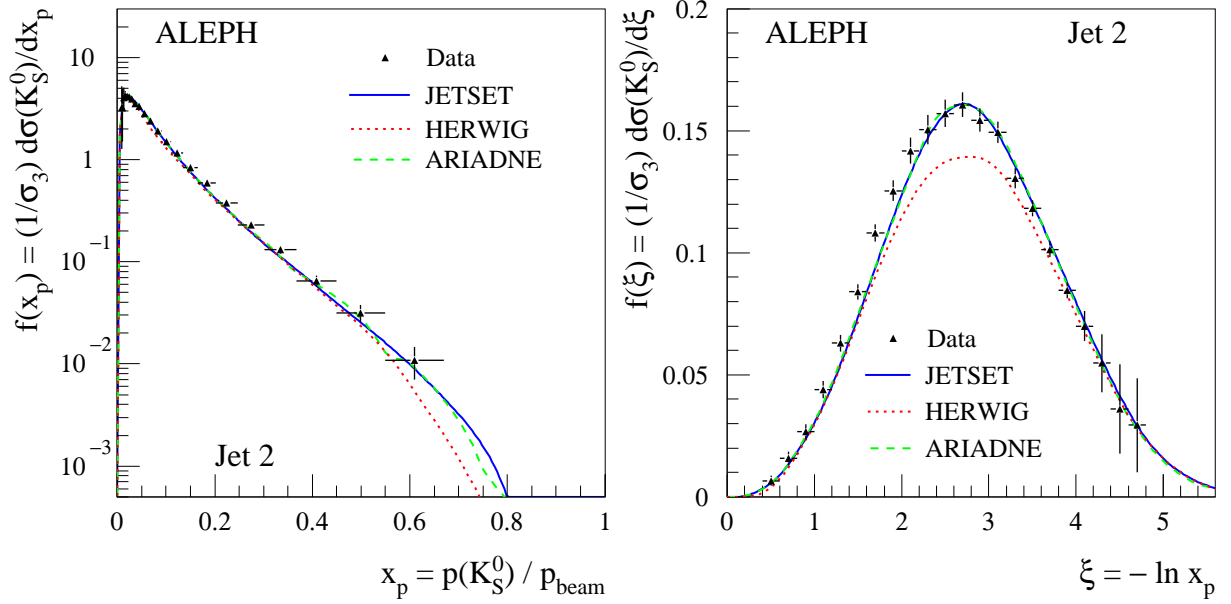 f(x_p) = (1/σ_3) dσ(K_S^0)/dx_p
ALEPH
Data
JETSET
HERWIG
ARIADNE
Jet 2
10
1
10^{-1}
10^{-2}
10^{-3}
0 0.2 0.4 0.6 0.8 1
x_p = p(K_S^0) / p_beam
f(ξ) = (1/σ_3) dσ(K_S^0)/dξ
ALEPH Jet 2
Data
JETSET
HERWIG
ARIADNE
0.2
0.15
0.1
0.05
0
0 1 2 3 4 5
ξ = − ln x_p